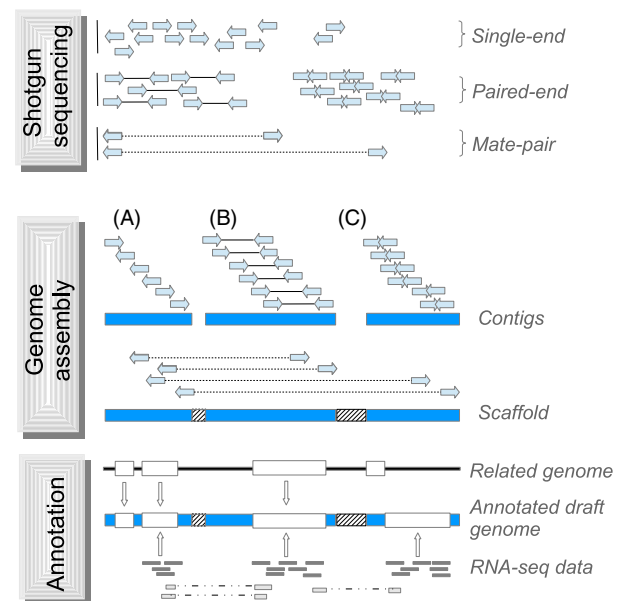 Shotgun
sequencing
Single-end
Paired-end
Mate-pair
Genome
assembly
(A) (B) (C)
Contigs
Scaffold
Annotation
Related genome
Annotated draft
genome
RNA-seq data